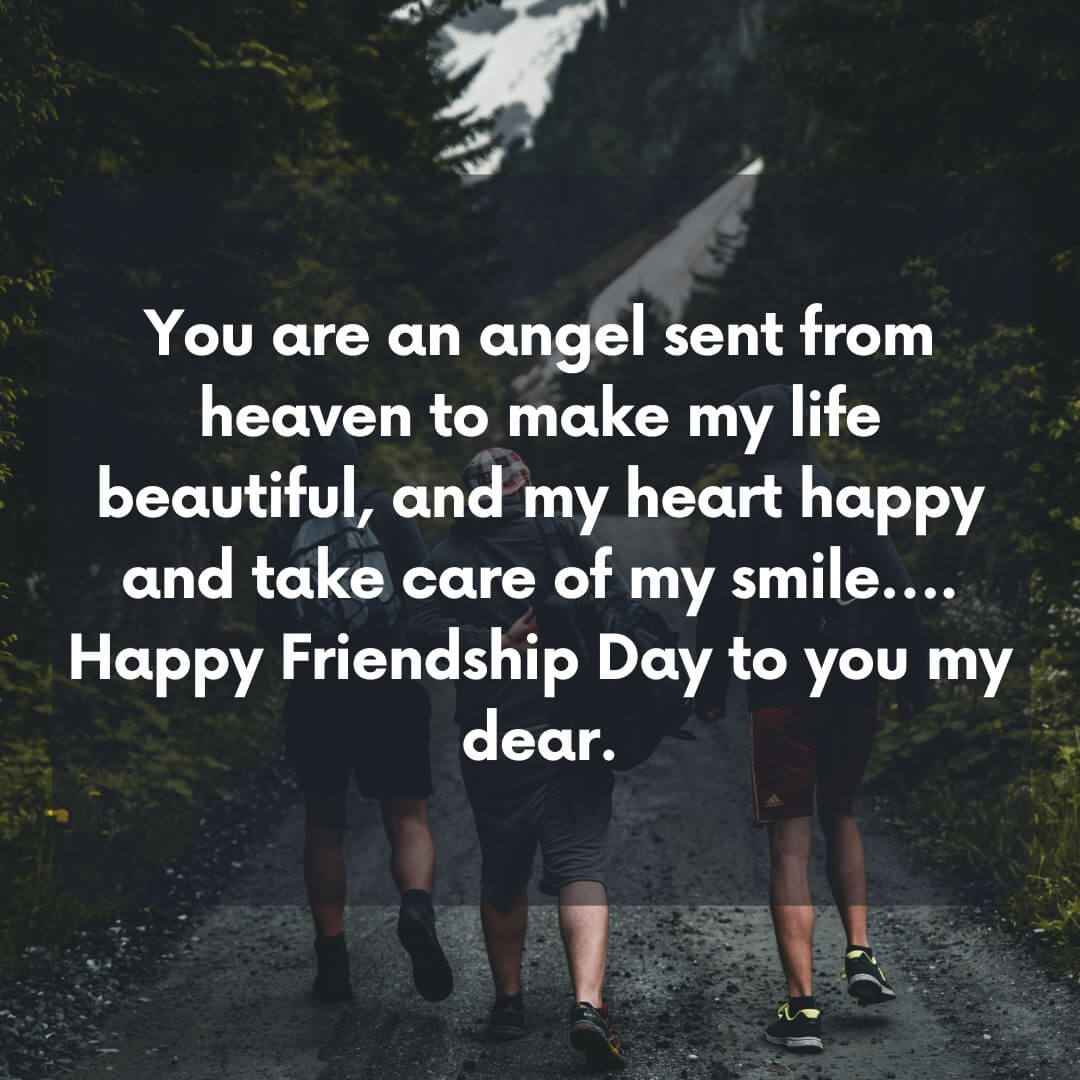 You are an angel sent from
heaven to make my life
beautiful, and my heart happy
and take care of my smile....
Happy Friendship Day to you my
dear.